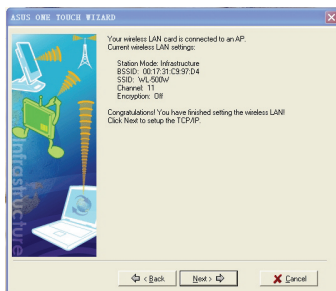 ASUS ONE TOUCH WIZARD
Your wireless LAN card is connected to an AP.
Current wireless LAN settings:
Station Mode: Infrastructure
BSSID: 00:17:31:C9:97:D4
SSID: WL-500W
Channel: 11
Encryption: Off
Congratulations! You have finished setting the wireless LAN!
Click Next to setup the TCP/IP.
Infrastructure
< Back
Next >
Cancel